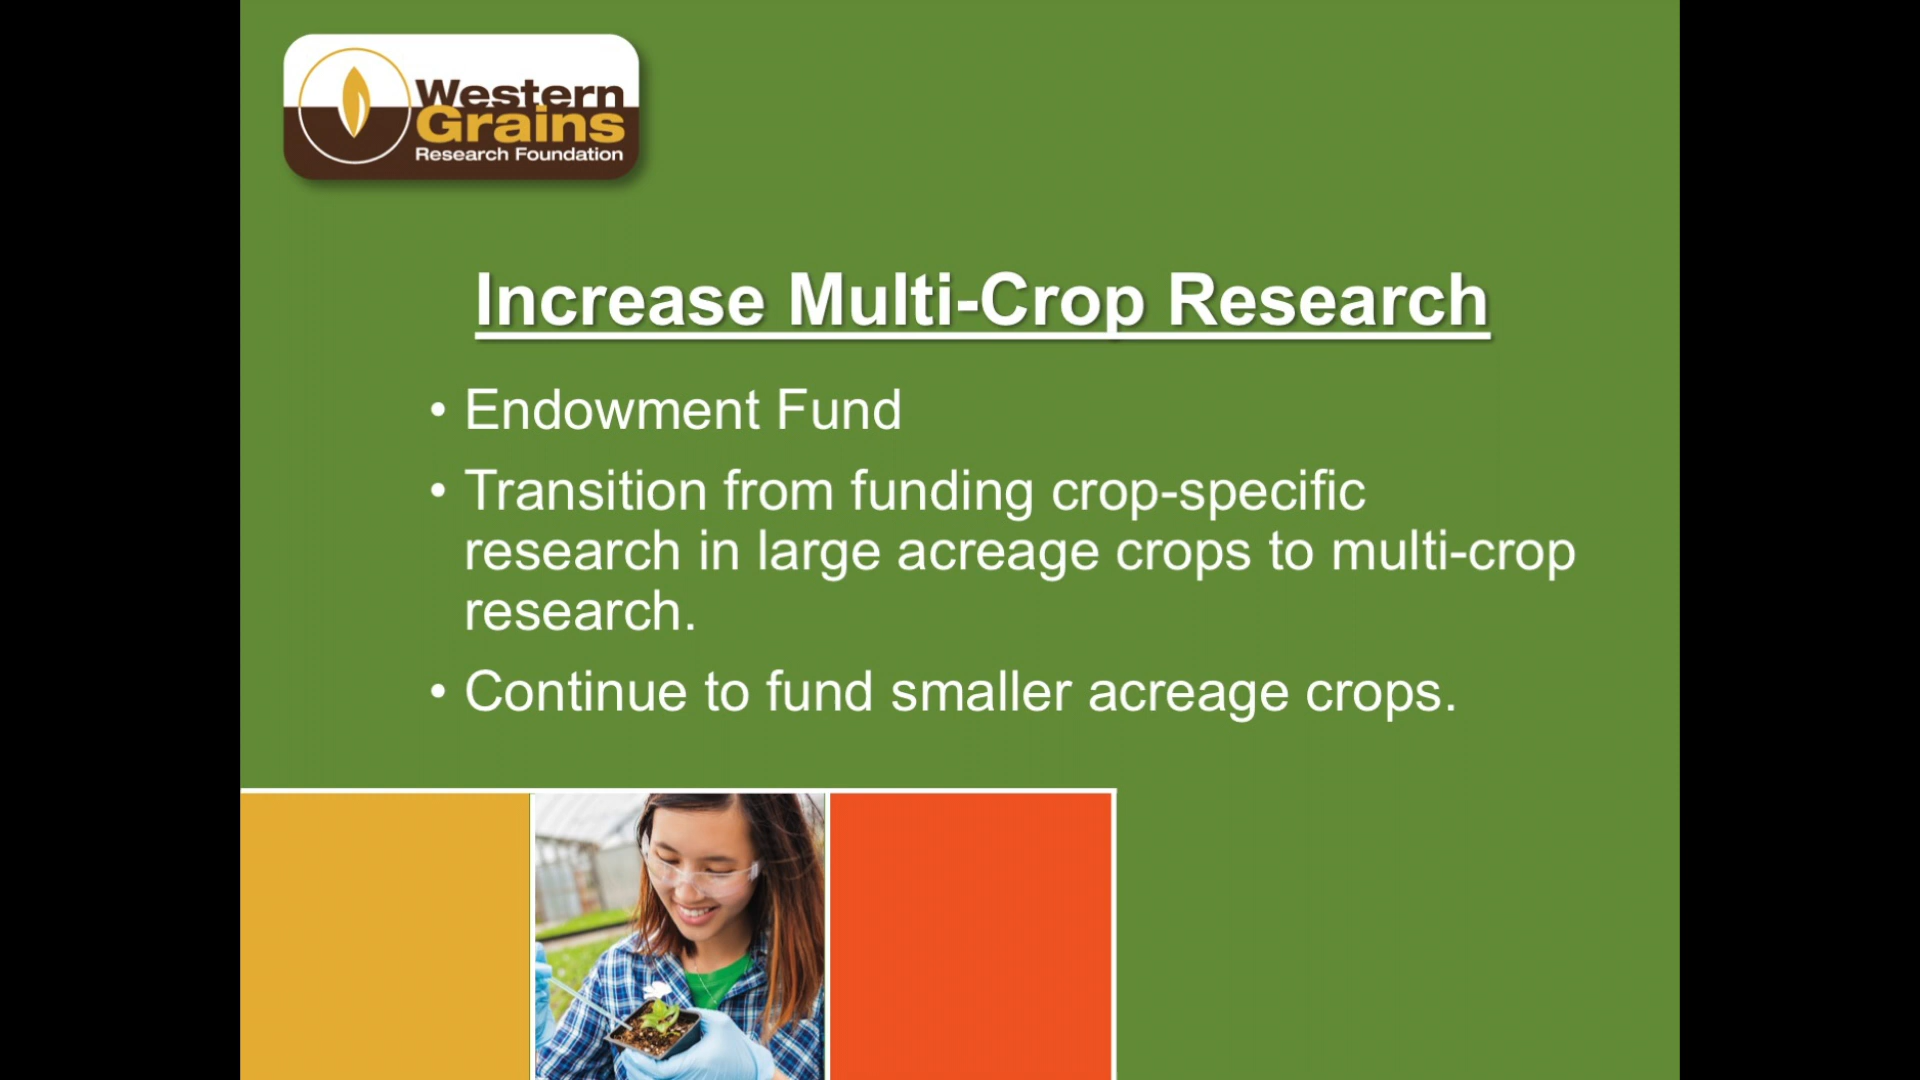 Western
Grains
Research Foundation
Increase Multi-Crop Research
• Endowment Fund
• Transition from funding crop-specific
research in large acreage crops to multi-crop
research.
• Continue to fund smaller acreage crops.